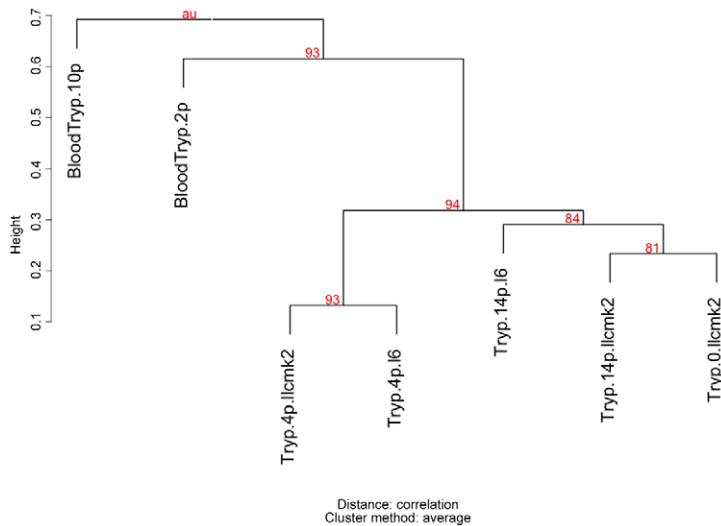 0.7
0.6
0.5
0.4
0.3
0.2
0.1
Height
au
93
94
84
81
93
BloodTryp.10p
BloodTryp.2p
Tryp.4p.llcmk2
Tryp.4p.l6
Tryp.14p.l6
Tryp.14p.llcmk2
Tryp.0.llcmk2
Distance: correlation
Cluster method: average